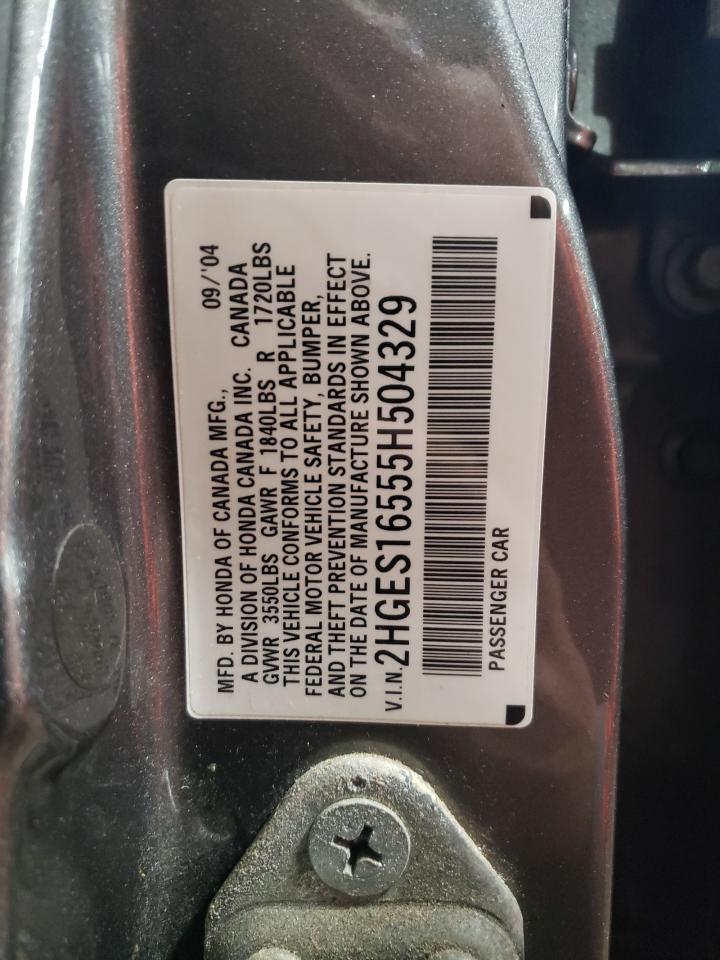 MFD. BY HONDA OF CANADA MFG., 09/'04
A DIVISION OF HONDA CANADA INC. CANADA
GVWR 3550LBS GAWR F 1840LBS R 1720LBS
THIS VEHICLE CONFORMS TO ALL APPLICABLE
FEDERAL MOTOR VEHICLE SAFETY, BUMPER,
AND THEFT PREVENTION STANDARDS IN EFFECT
ON THE DATE OF MANUFACTURE SHOWN ABOVE.
V.I.N. 2HGES16555H504329
PASSENGER CAR